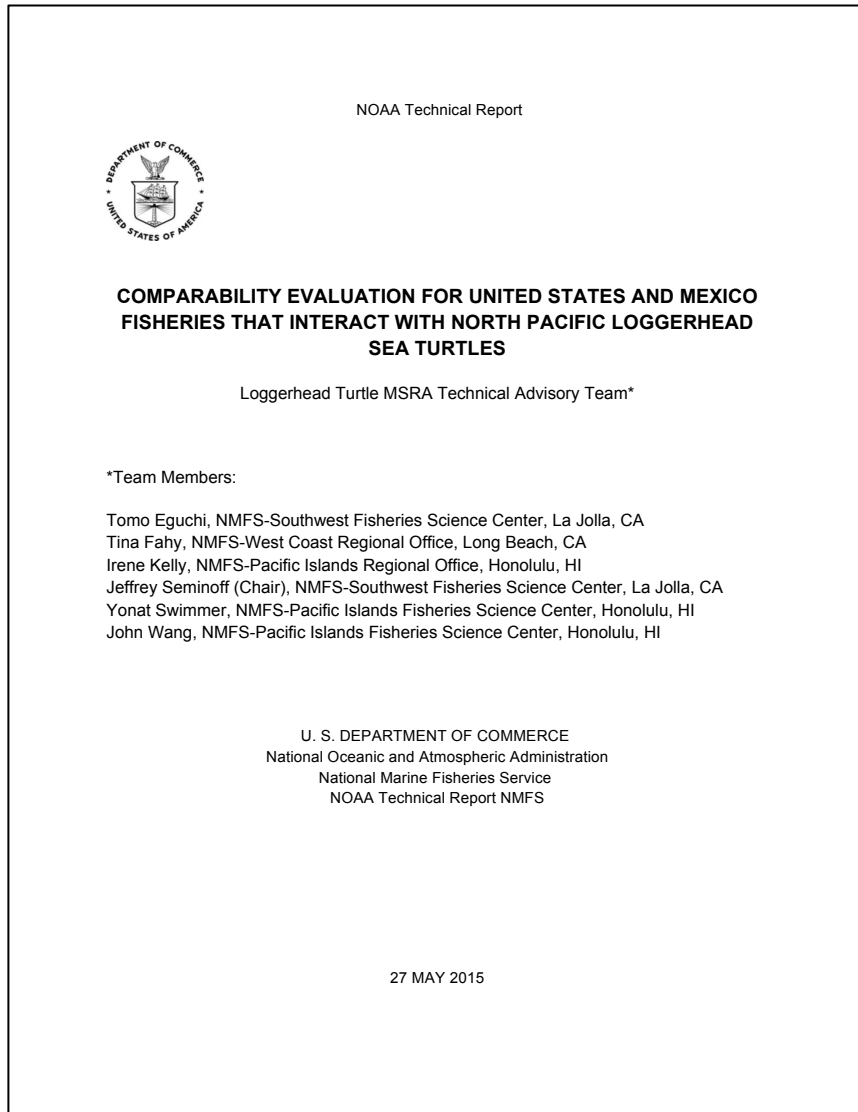 NOAA Technical Report
DEPARTMENT OF COMMERCE
UNITED STATES OF AMERICA
COMPARABILITY EVALUATION FOR UNITED STATES AND MEXICO
FISHERIES THAT INTERACT WITH NORTH PACIFIC LOGGERHEAD
SEA TURTLES
Loggerhead Turtle MSRA Technical Advisory Team*
*Team Members:
Tomo Eguchi, NMFS-Southwest Fisheries Science Center, La Jolla, CA
Tina Fahy, NMFS-West Coast Regional Office, Long Beach, CA
Irene Kelly, NMFS-Pacific Islands Regional Office, Honolulu, HI
Jeffrey Seminoff (Chair), NMFS-Southwest Fisheries Science Center, La Jolla, CA
Yonat Swimmer, NMFS-Pacific Islands Fisheries Science Center, Honolulu, HI
John Wang, NMFS-Pacific Islands Fisheries Science Center, Honolulu, HI
U. S. DEPARTMENT OF COMMERCE
National Oceanic and Atmospheric Administration
National Marine Fisheries Service
NOAA Technical Report NMFS
27 MAY 2015